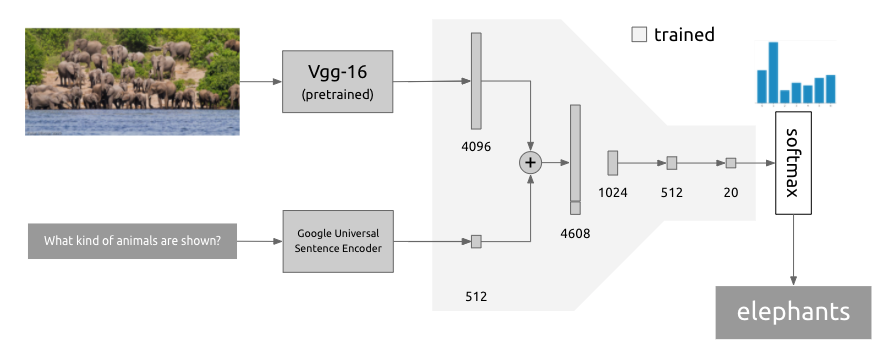 trained
Vgg-16
(pretrained)
4096
+
softmax
1024
512
20
4608
What kind of animals are shown?
Google Universal
Sentence Encoder
512
elephants